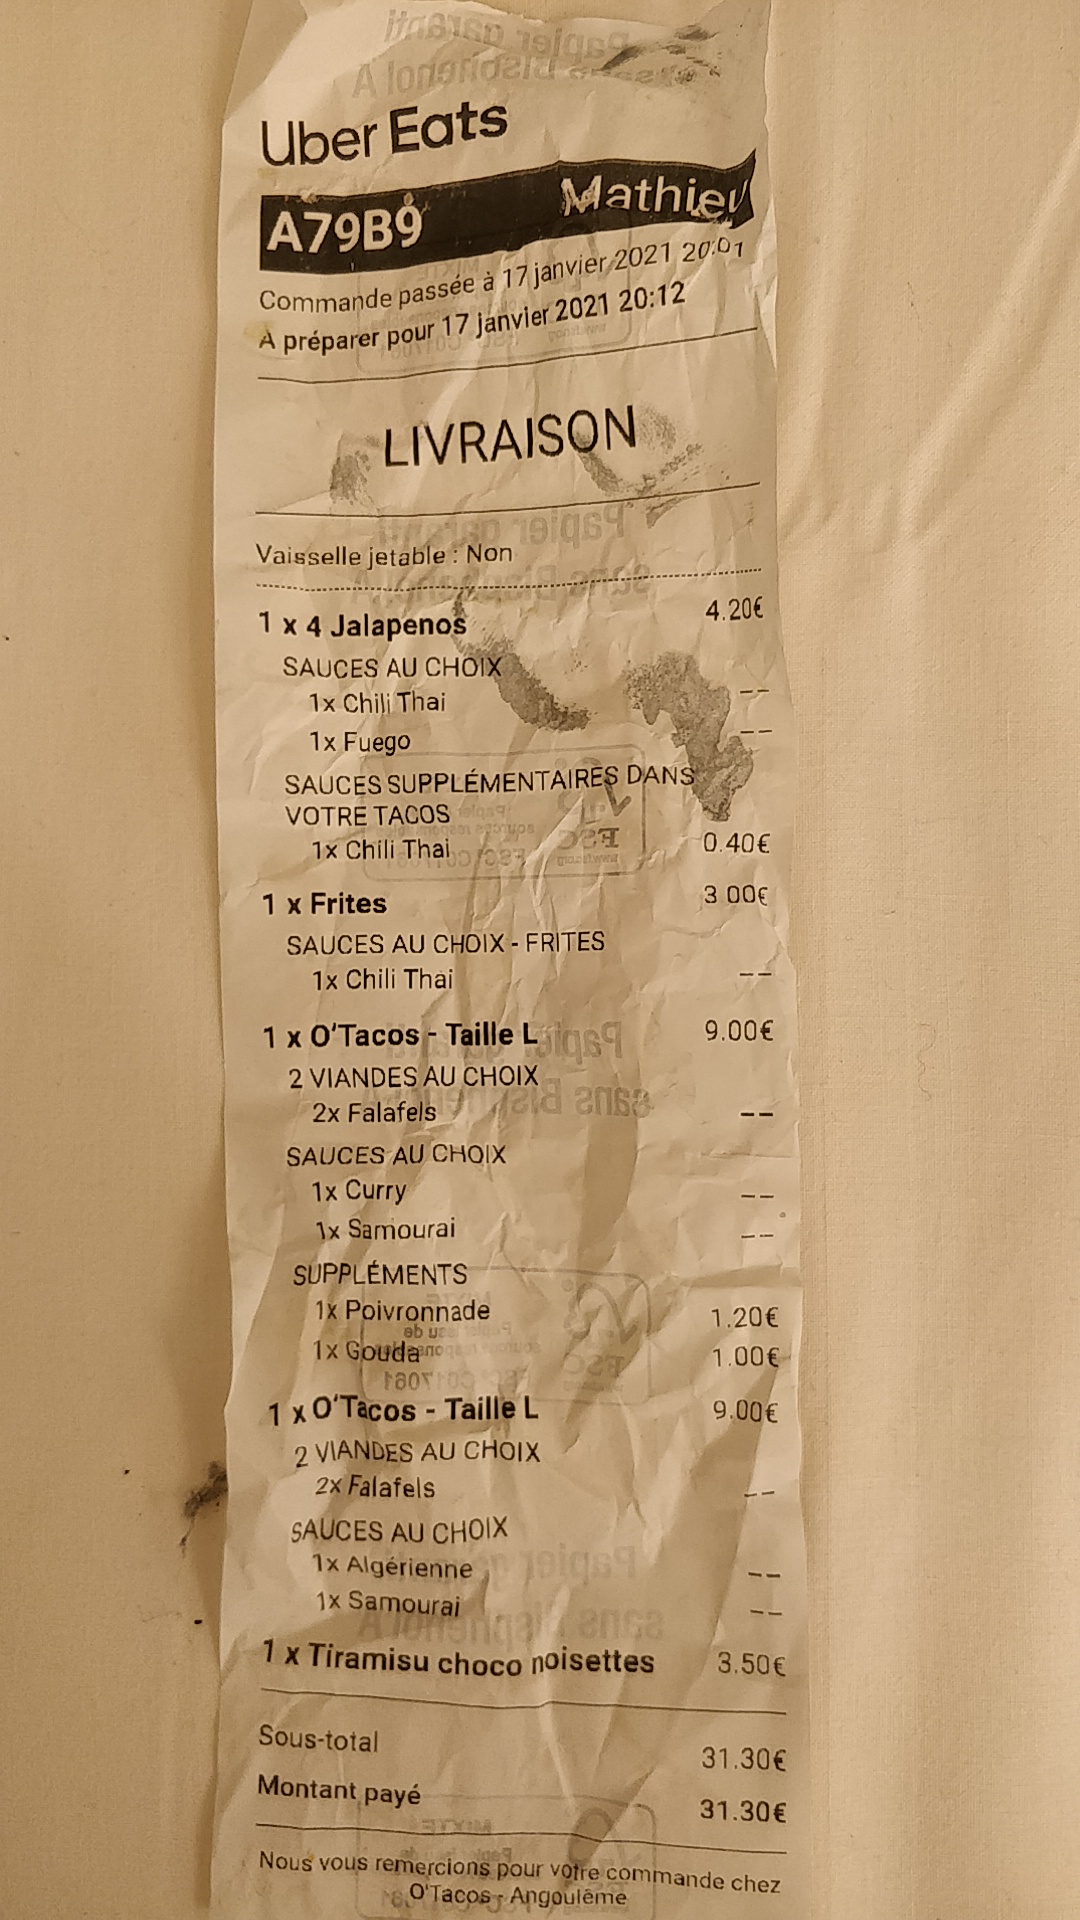 Uber Eats
A79B9 Mathieu
Commande passée à 17 janvier 2021 20:01
À préparer pour 17 janvier 2021 20:12
LIVRAISON
Papier garanti
Vaisselle jetable : Non
1 x 4 Jalapenos 4.20€
SAUCES AU CHOIX
1x Chili Thai --
1x Fuego --
SAUCES SUPPLÉMENTAIRES DANS
VOTRE TACOS
1x Chili Thai 0.40€
1 x Frites 3.00€
SAUCES AU CHOIX - FRITES
1x Chili Thai --
1 x O'Tacos - Taille L 9.00€
2 VIANDES AU CHOIX
2x Falafels --
SAUCES AU CHOIX
1x Curry --
1x Samourai --
SUPPLÉMENTS
1x Poivronnade 1.20€
1x Gouda 1.00€
1 x O'Tacos - Taille L 9.00€
2 VIANDES AU CHOIX
2x Falafels --
SAUCES AU CHOIX
1x Algérienne --
1x Samourai --
1 x Tiramisu choco noisettes 3.50€
Sous-total 31.30€
Montant payé 31.30€
Nous vous remercions pour votre commande chez
O'Tacos - Angoulême